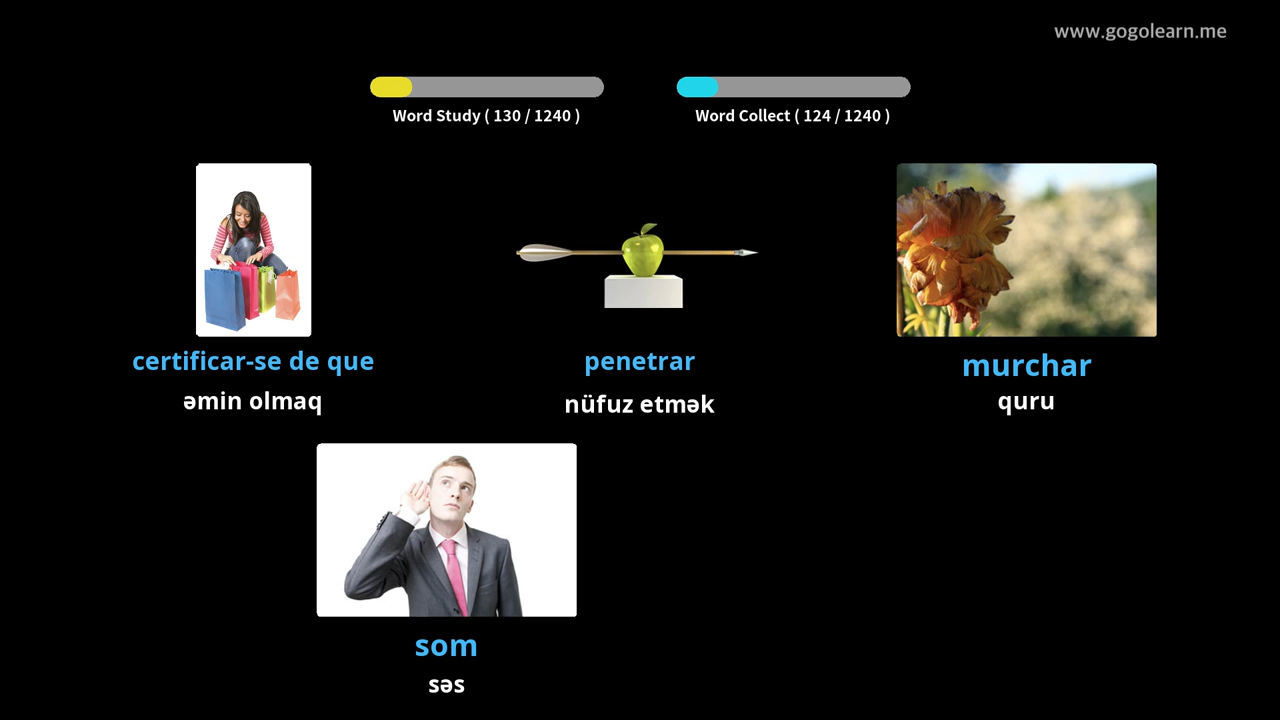 www.gogolearn.me
Word Study ( 130 / 1240 )
Word Collect ( 124 / 1240 )
certificar-se de que
əmin olmaq
penetrar
nüfuz etmək
murchar
quru
som
səs